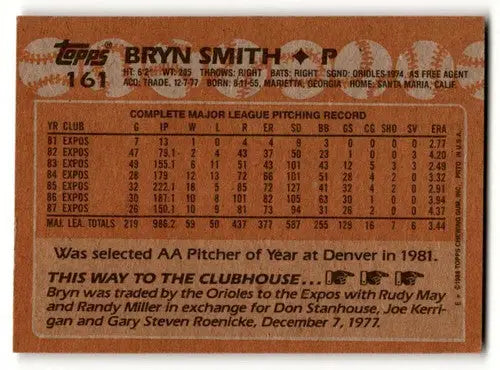 topps
161
BRYN SMITH ✦ P
HT: 6'2" WT: 205 THROWS: RIGHT BATS: RIGHT SGND: ORIOLES-1974, AS FREE AGENT
ACQ: TRADE, 12-7-77 BORN: 8-11-55, MARIETTA, GEORGIA HOME: SANTA MARIA, CALIF.
COMPLETE MAJOR LEAGUE PITCHING RECORD
YR CLUB G IP W L R ER SO BB GS CG SHO SV ERA
81 EXPOS 7 13 1 0 4 4 9 3 0 0 0 0 2.77
82 EXPOS 47 79.1 2 4 43 37 50 23 1 0 0 3 4.20
83 EXPOS 49 155.1 6 11 51 43 101 43 12 5 3 3 2.49
84 EXPOS 28 179 12 13 72 66 101 51 28 4 2 0 3.32
85 EXPOS 32 222.1 18 5 85 72 127 41 32 4 2 0 2.91
86 EXPOS 30 187.1 10 8 101 82 105 63 30 1 0 0 3.94
87 EXPOS 26 150.1 10 9 81 73 94 31 26 2 0 0 4.37
MAJ. LEA. TOTALS 219 986.2 59 50 437 377 587 255 129 16 7 6 3.44
Was selected AA Pitcher of Year at Denver in 1981.
THIS WAY TO THE CLUBHOUSE...
Bryn was traded by the Orioles to the Expos with Rudy May
and Randy Miller in exchange for Don Stanhouse, Joe Kerri-
gan and Gary Steven Roenicke, December 7, 1977.
©1988 TOPPS CHEWING GUM, INC. PRTD. IN U.S.A.